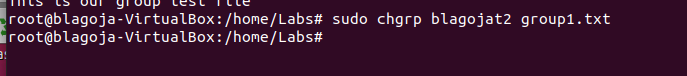 This is our group test file
root@blagoja-VirtualBox:/home/Labs# sudo chgrp blagojat2 group1.txt
root@blagoja-VirtualBox:/home/Labs#